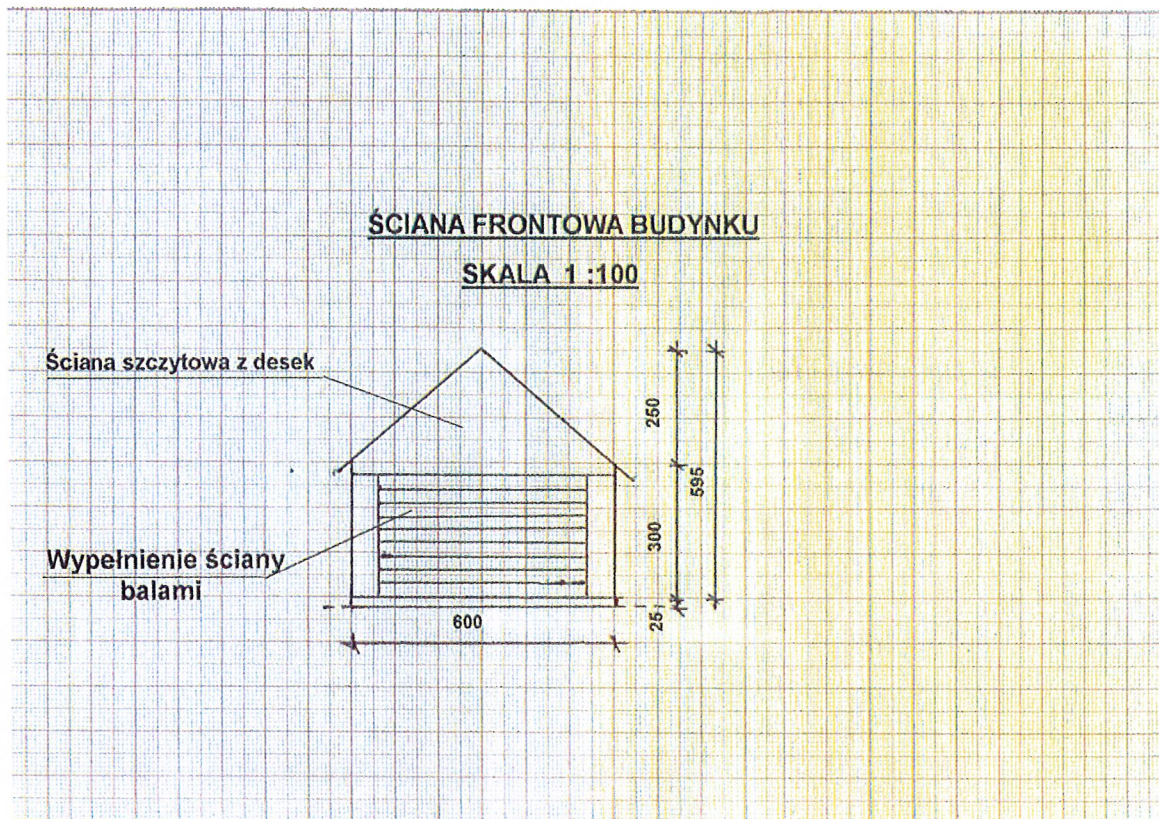 ŚCIANA FRONTOWA BUDYNKU
SKALA 1 :100
Ściana szczytowa z desek
250
595
300
Wypełnienie ściany
balami
600
25